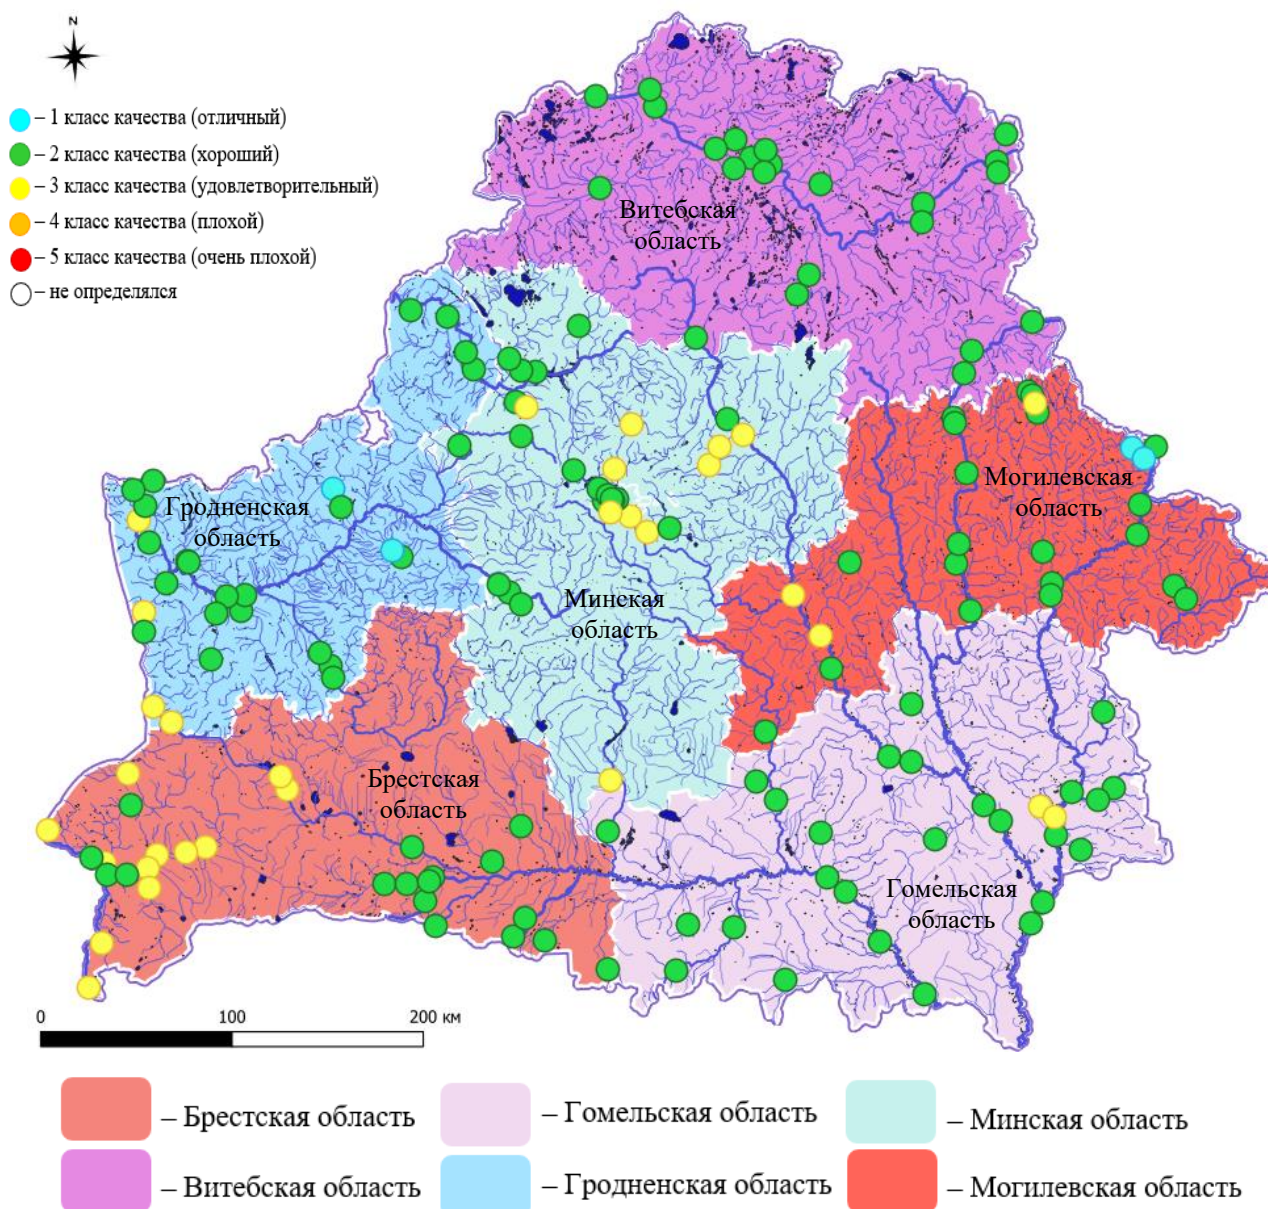 N
– 1 класс качества (отличный)
– 2 класс качества (хороший)
– 3 класс качества (удовлетворительный)
– 4 класс качества (плохой)
– 5 класс качества (очень плохой)
– не определялся
Витебская
область
Могилевская
область
Гродненская
область
Минская
область
Брестская
область
Гомельская
область
0 100 200 км
– Брестская область
– Гомельская область
– Минская область
– Витебская область
– Гродненская область
– Могилевская область